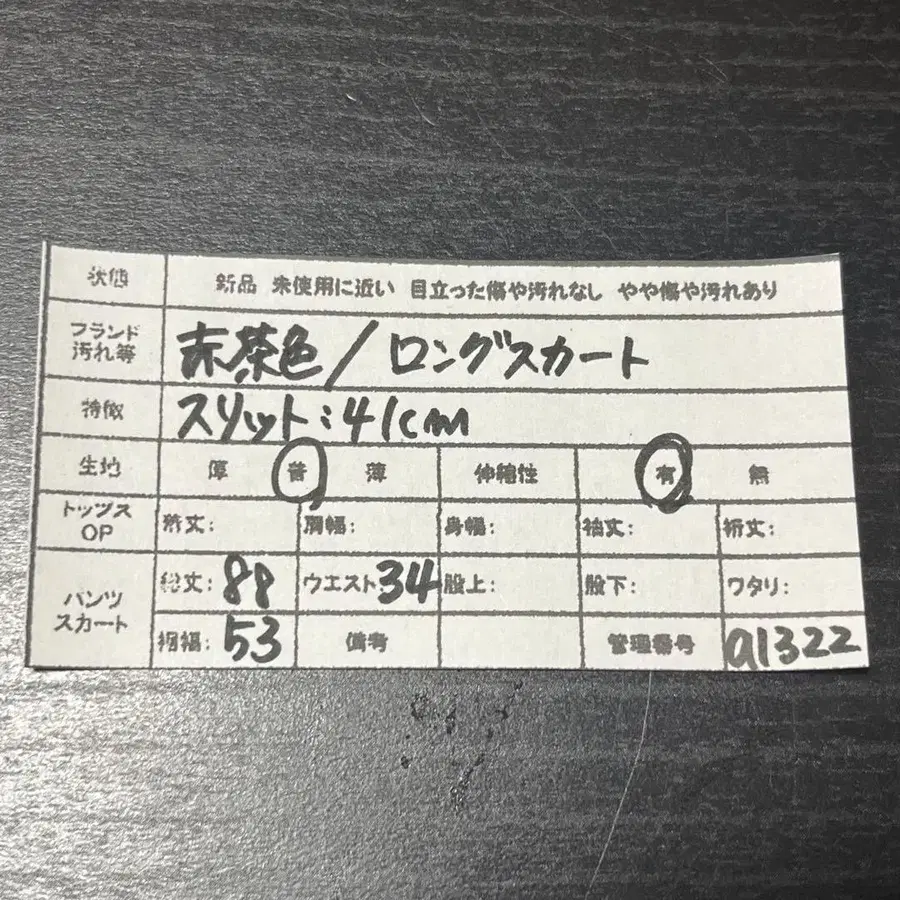 状態 新品 未使用に近い 目立った傷や汚れなし やや傷や汚れあり
ブランド 汚れ等 赤茶色/ロングスカート
特徴 スリット:41cm
生地 厚 普 薄 伸縮性 有 無
トップス OP 着丈: 胸幅: 身幅: 袖丈: 裄丈:
パンツ スカート 総丈: ウエスト34 股上: 股下: ワタリ:
裾幅:53 備考 管理番号 a1322